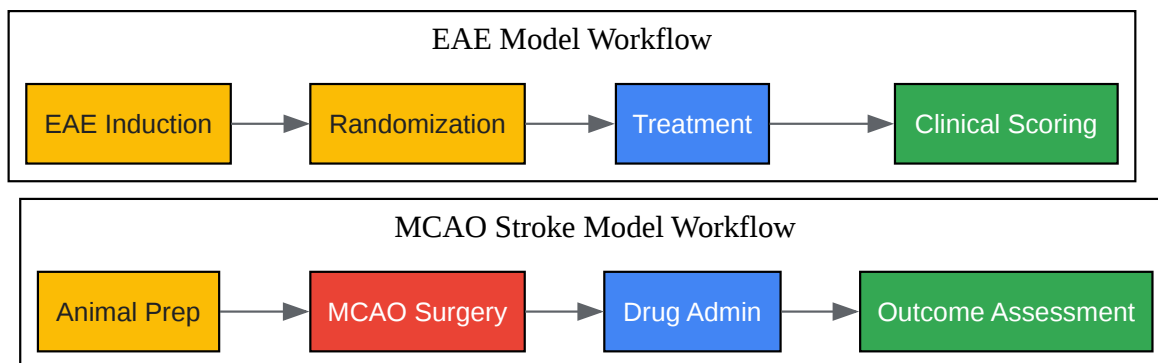 EAE Model Workflow
EAE Induction
Randomization
Treatment
Clinical Scoring
MCAO Stroke Model Workflow
Animal Prep
MCAO Surgery
Drug Admin
Outcome Assessment